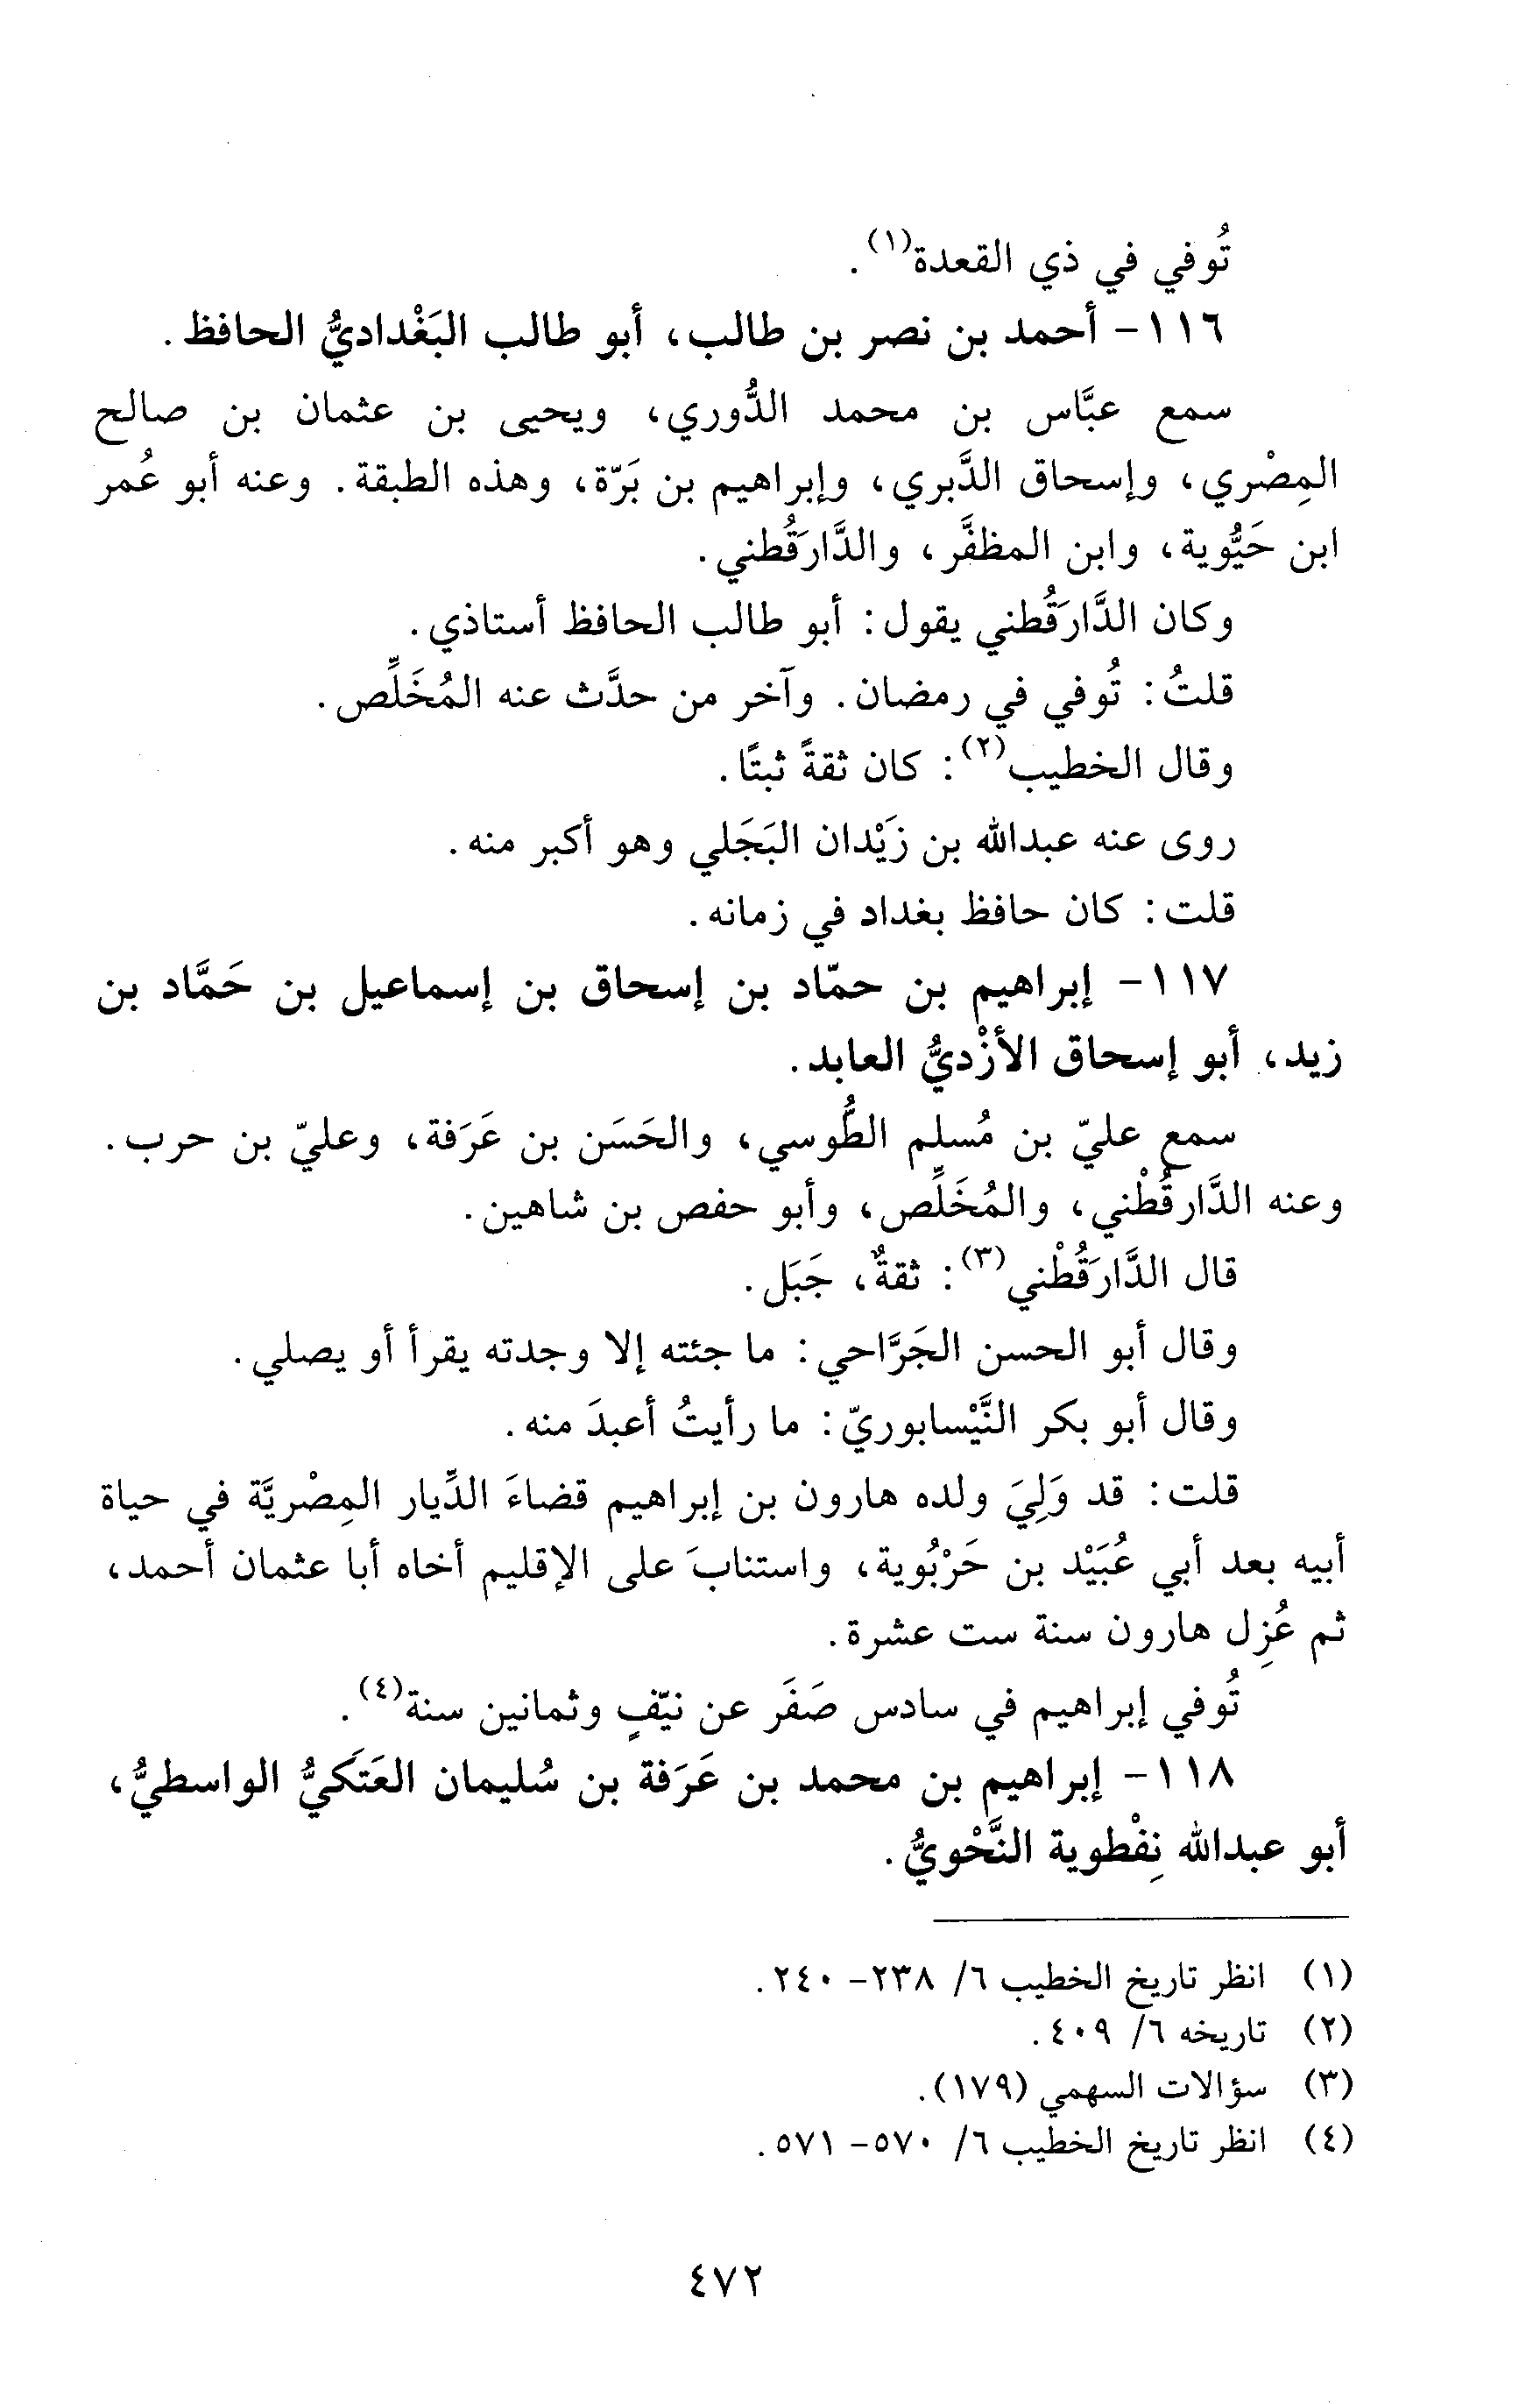 تُوفي في ذي القعدة(١).
١١٦- أحمد بن نصر بن طالب، أبو طالب البَغْداديُّ الحافظ.
سمع عبَّاس بن محمد الدُّوري، ويحيى بن عثمان بن صالح
المِصْري، وإسحاق الدَّبري، وإبراهيم بن بَرّة، وهذه الطبقة. وعنه أبو عُمر
ابن حَيُّوية، وابن المظفَّر، والدَّارَقُطني.
وكان الدَّارَقُطني يقول: أبو طالب الحافظ أستاذي.
قلتُ: تُوفي في رمضان. وآخر من حدَّث عنه المُخَلِّص.
وقال الخطيب(٢): كان ثقةً ثبتًا.
روى عنه عبدالله بن زَيْدان البَجَلي وهو أكبر منه.
قلت: كان حافظ بغداد في زمانه.
١١٧- إبراهيم بن حمّاد بن إسحاق بن إسماعيل بن حَمَّاد بن
زيد، أبو إسحاق الأزْديُّ العابد.
سمع عليّ بن مُسلم الطُّوسي، والحَسَن بن عَرَفة، وعليّ بن حرب.
وعنه الدَّارقُطْني، والمُخَلِّص، وأبو حفص بن شاهين.
قال الدَّارَقُطْني(٣): ثقةٌ، جَبَل.
وقال أبو الحسن الجَرَّاحي: ما جئته إلا وجدته يقرأ أو يصلي.
وقال أبو بكر النَّيْسابوريّ: ما رأيتُ أعبدَ منه.
قلت: قد وَلِيَ ولده هارون بن إبراهيم قضاءَ الدِّيار المِصْريَّة في حياة
أبيه بعد أبي عُبَيْد بن حَرْبُوية، واستنابَ على الإقليم أخاه أبا عثمان أحمد،
ثم عُزِل هارون سنة ست عشرة.
تُوفي إبراهيم في سادس صَفَر عن نيّفٍ وثمانين سنة(٤).
١١٨- إبراهيم بن محمد بن عَرَفة بن سُليمان العَتَكيُّ الواسطيُّ،
أبو عبدالله نِفْطوية النَّحْويُّ.
(١) انظر تاريخ الخطيب ٦/ ٢٣٨- ٢٤٠.
(٢) تاريخه ٦/ ٤٠٩.
(٣) سؤالات السهمي (١٧٩).
(٤) انظر تاريخ الخطيب ٦/ ٥٧٠- ٥٧١.
٤٧٢